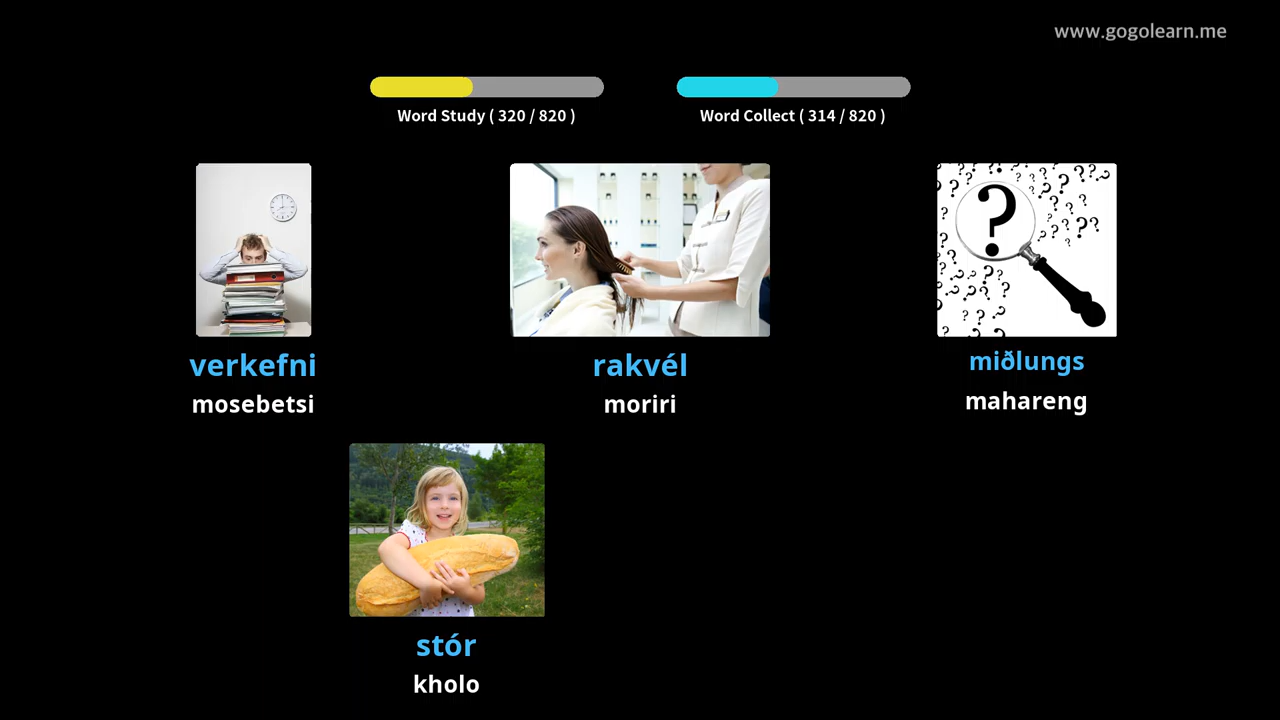 www.gogolearn.me
Word Study ( 320 / 820 )
Word Collect ( 314 / 820 )
verkefni
mosebetsi
rakvél
moriri
miðlungs
mahareng
stór
kholo